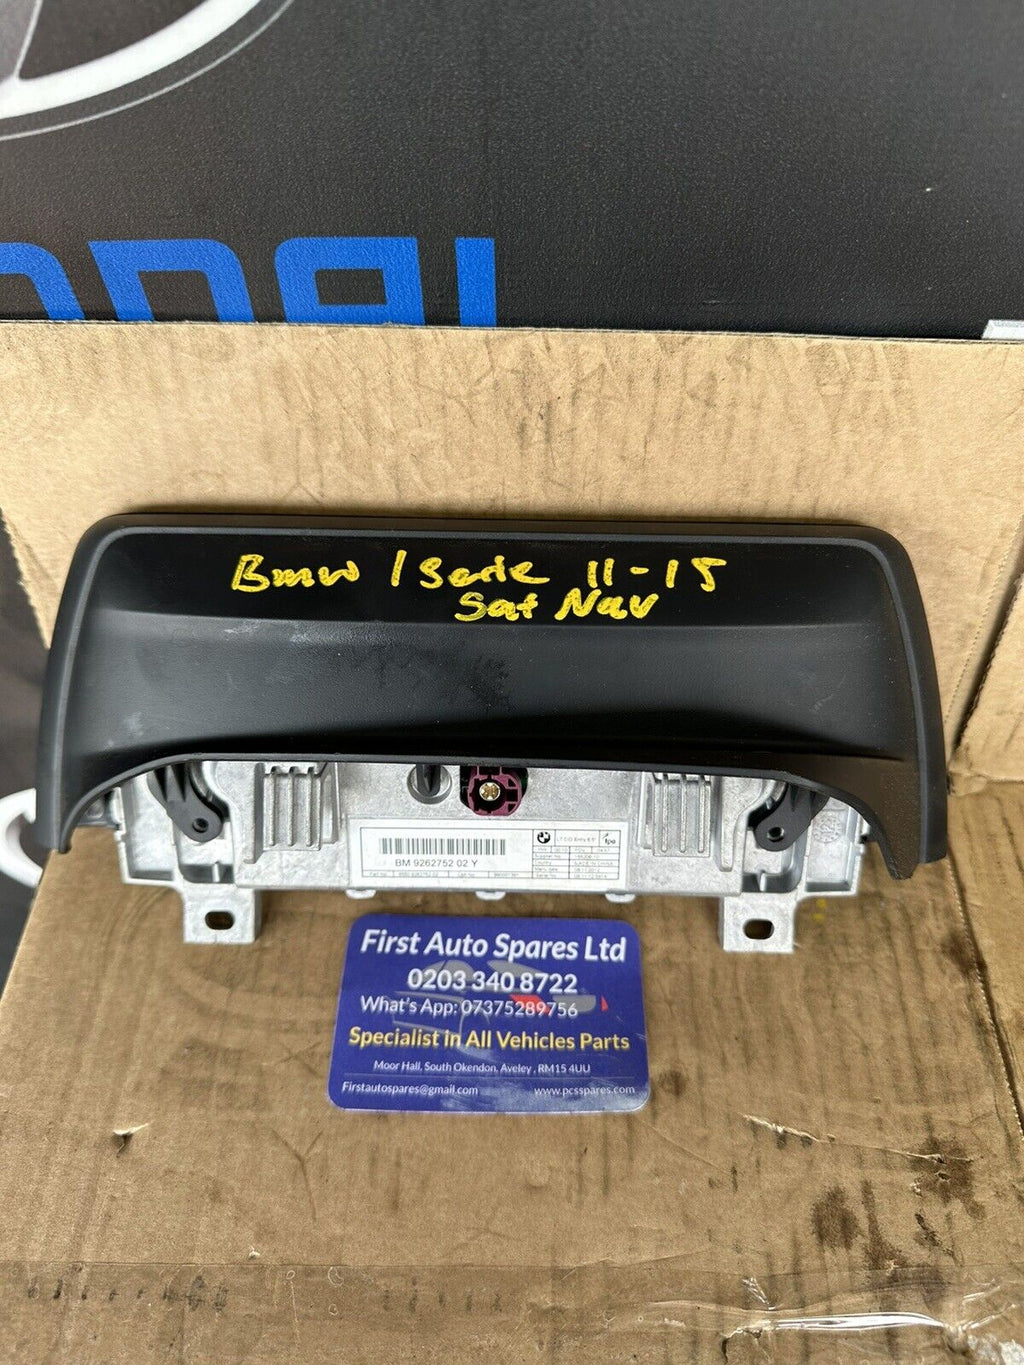 Bmw 1 Serie 11-15
Sat Nav
BM 9262752 02 Y
First Auto Spares Ltd
0203 340 8722
What's App: 07375289756
Specialist in All Vehicles Parts
Moor Hall, South Okendon, Aveley , RM15 4UU
Firstautospares@gmail.com www.pcsspares.com